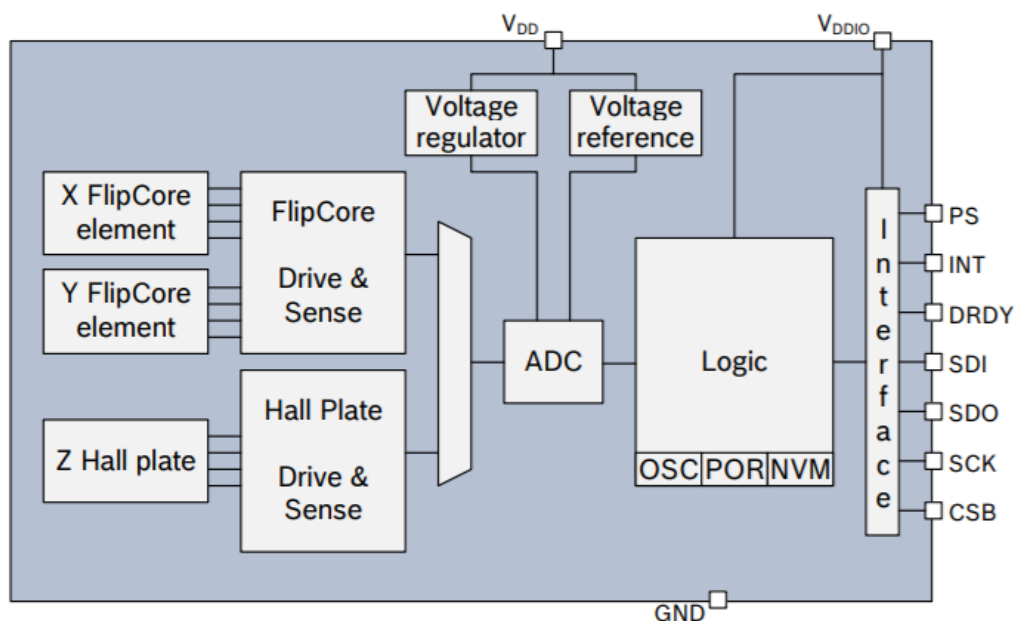 VDD
VDDIO
Voltage
regulator
Voltage
reference
X FlipCore
element
Y FlipCore
element
FlipCore
Drive &
Sense
Z Hall plate
Hall Plate
Drive &
Sense
ADC
Logic
OSC POR NVM
Interface
PS
INT
DRDY
SDI
SDO
SCK
CSB
GND